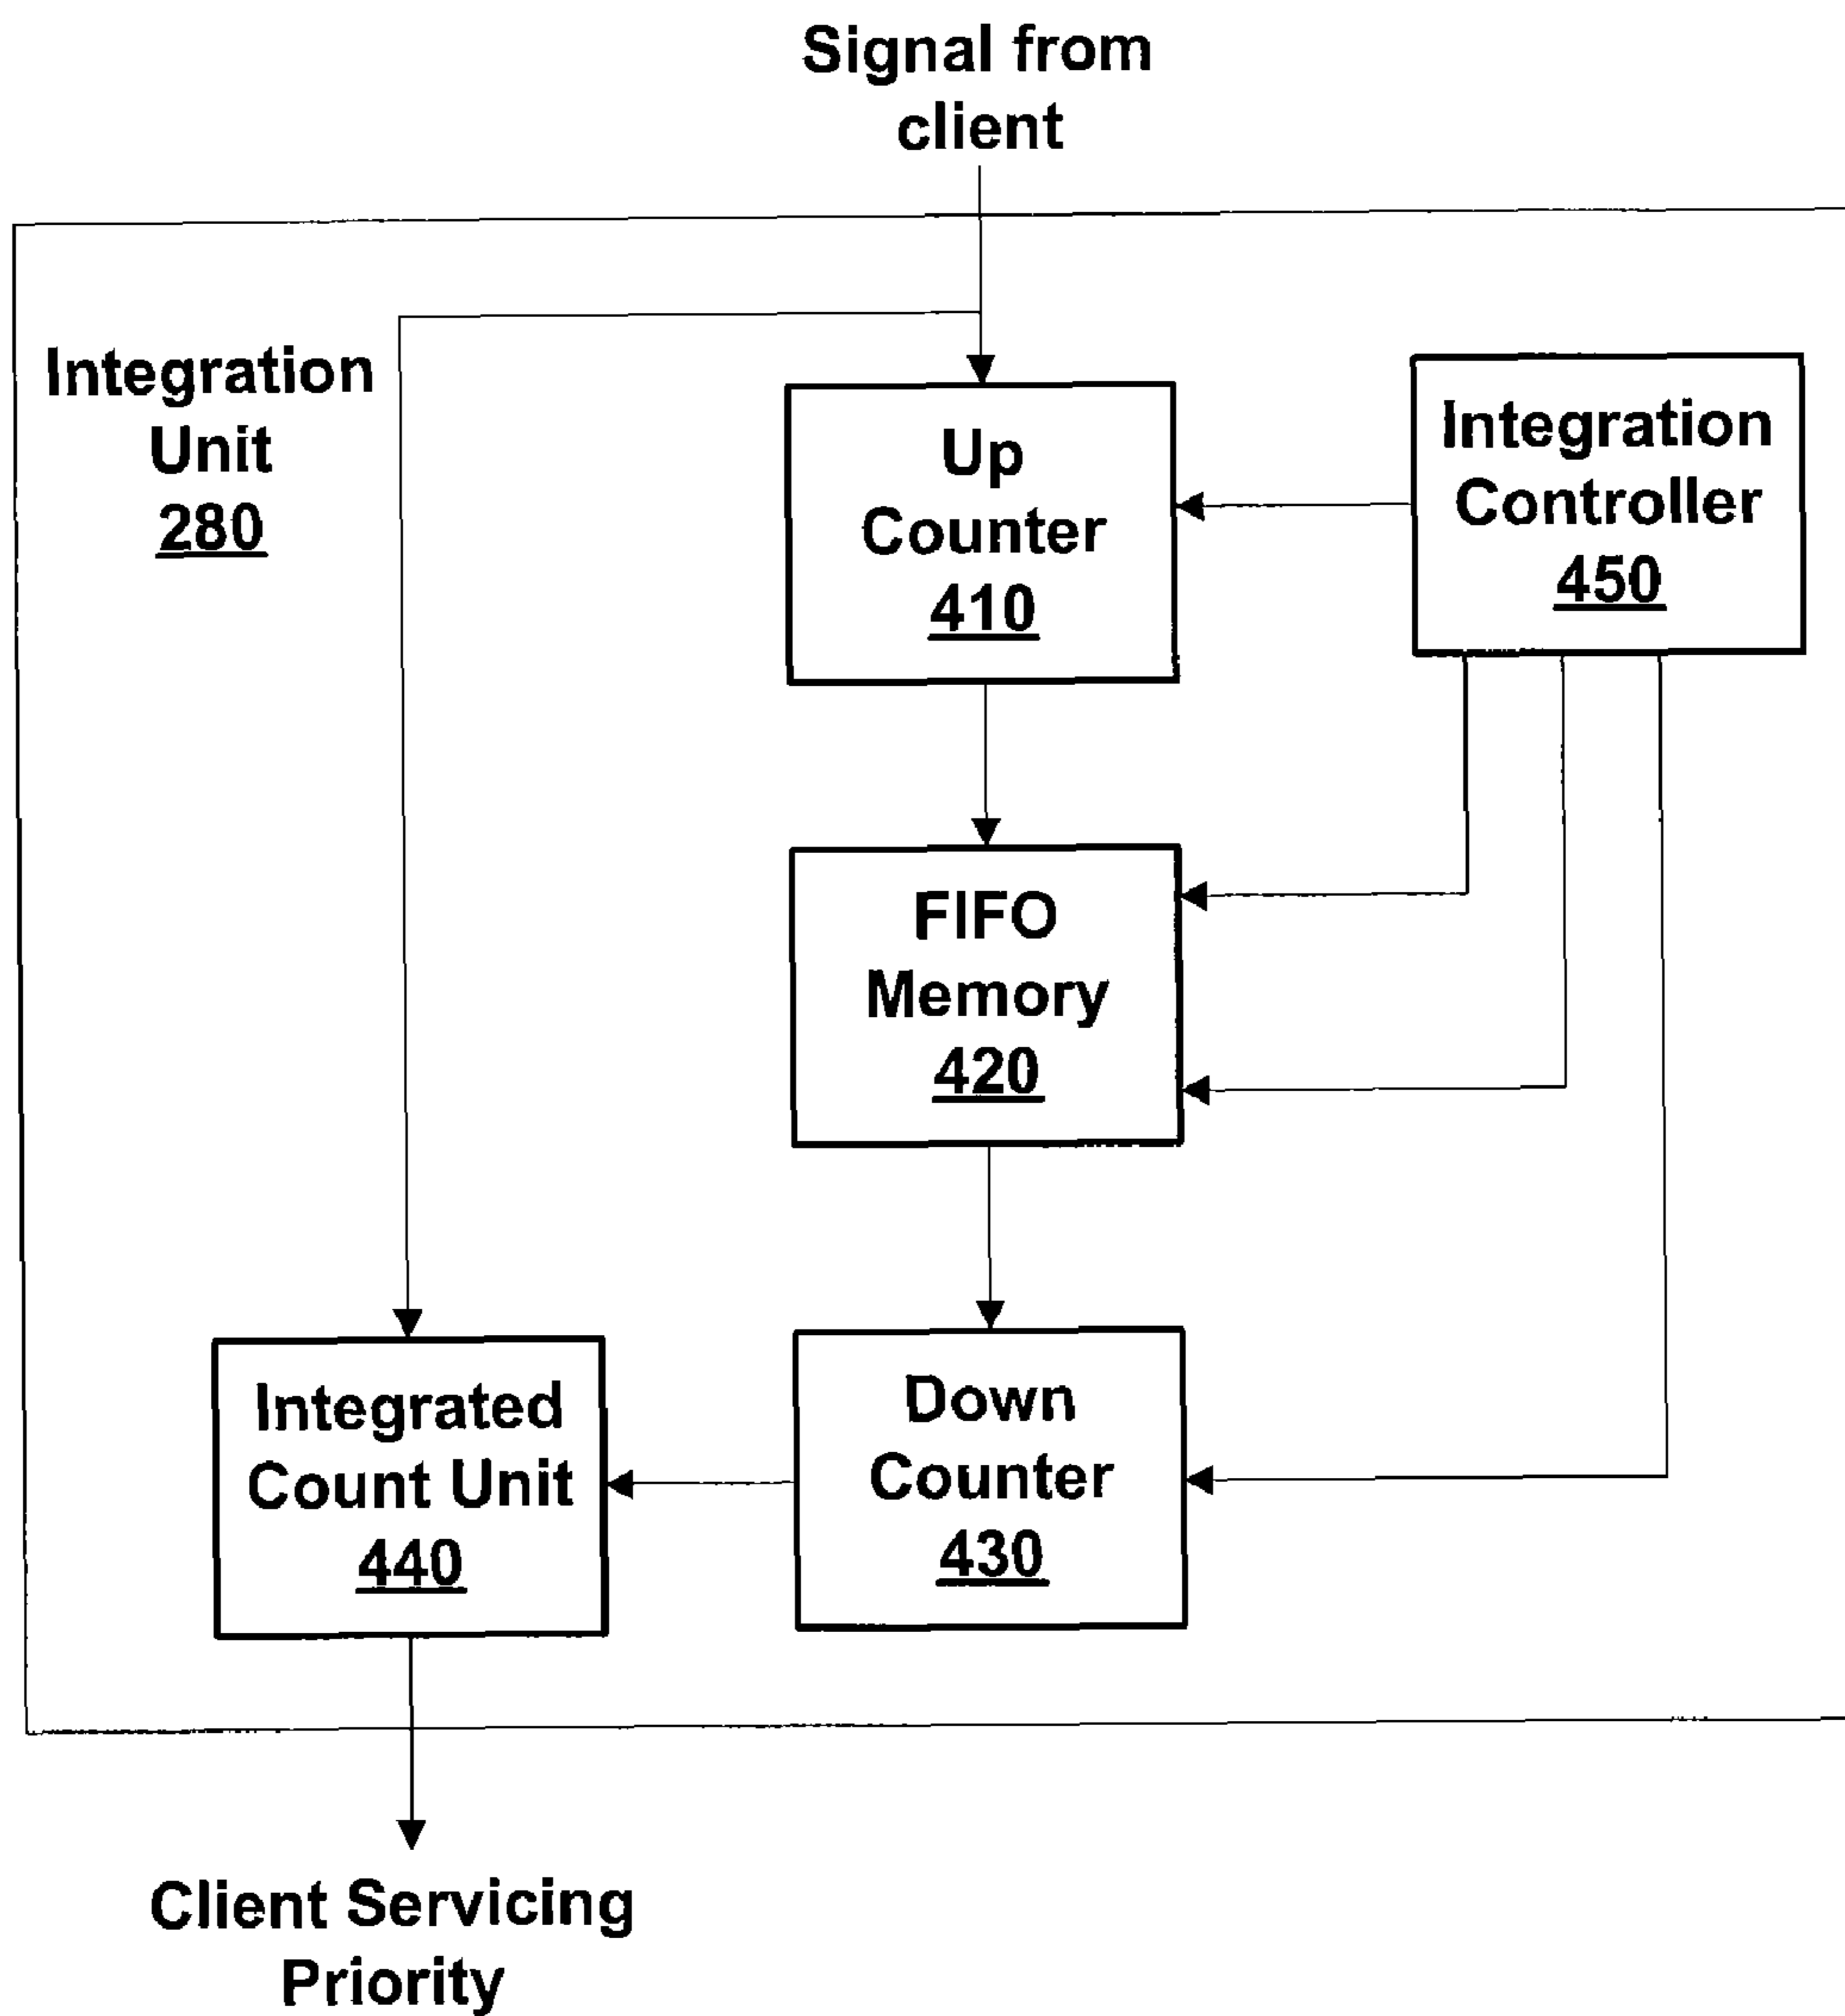 Signal from
client
Integration
Unit
280
Up
Counter
410
Integration
Controller
450
FIFO
Memory
420
Integrated
Count Unit
440
Down
Counter
430
Client Servicing
Priority